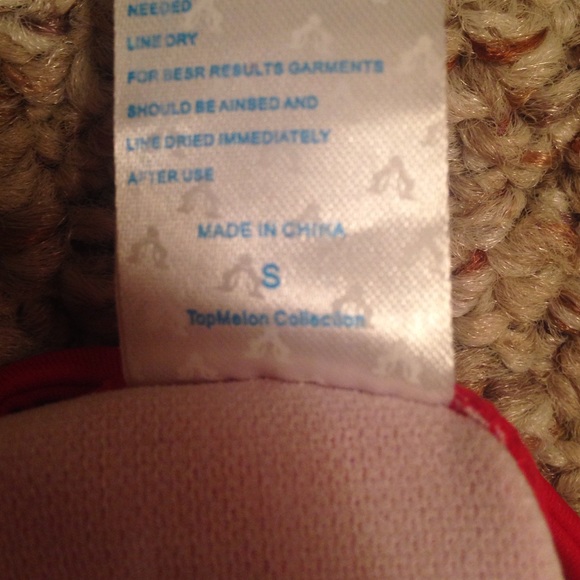 NEEDED
LINE DRY
FOR BESR RESULTS GARMENTS
SHOULD BE AINSED AND
LINE DRIED IMMEDIATELY
AFTER USE
MADE IN CHINA
S
TopMelon Collection